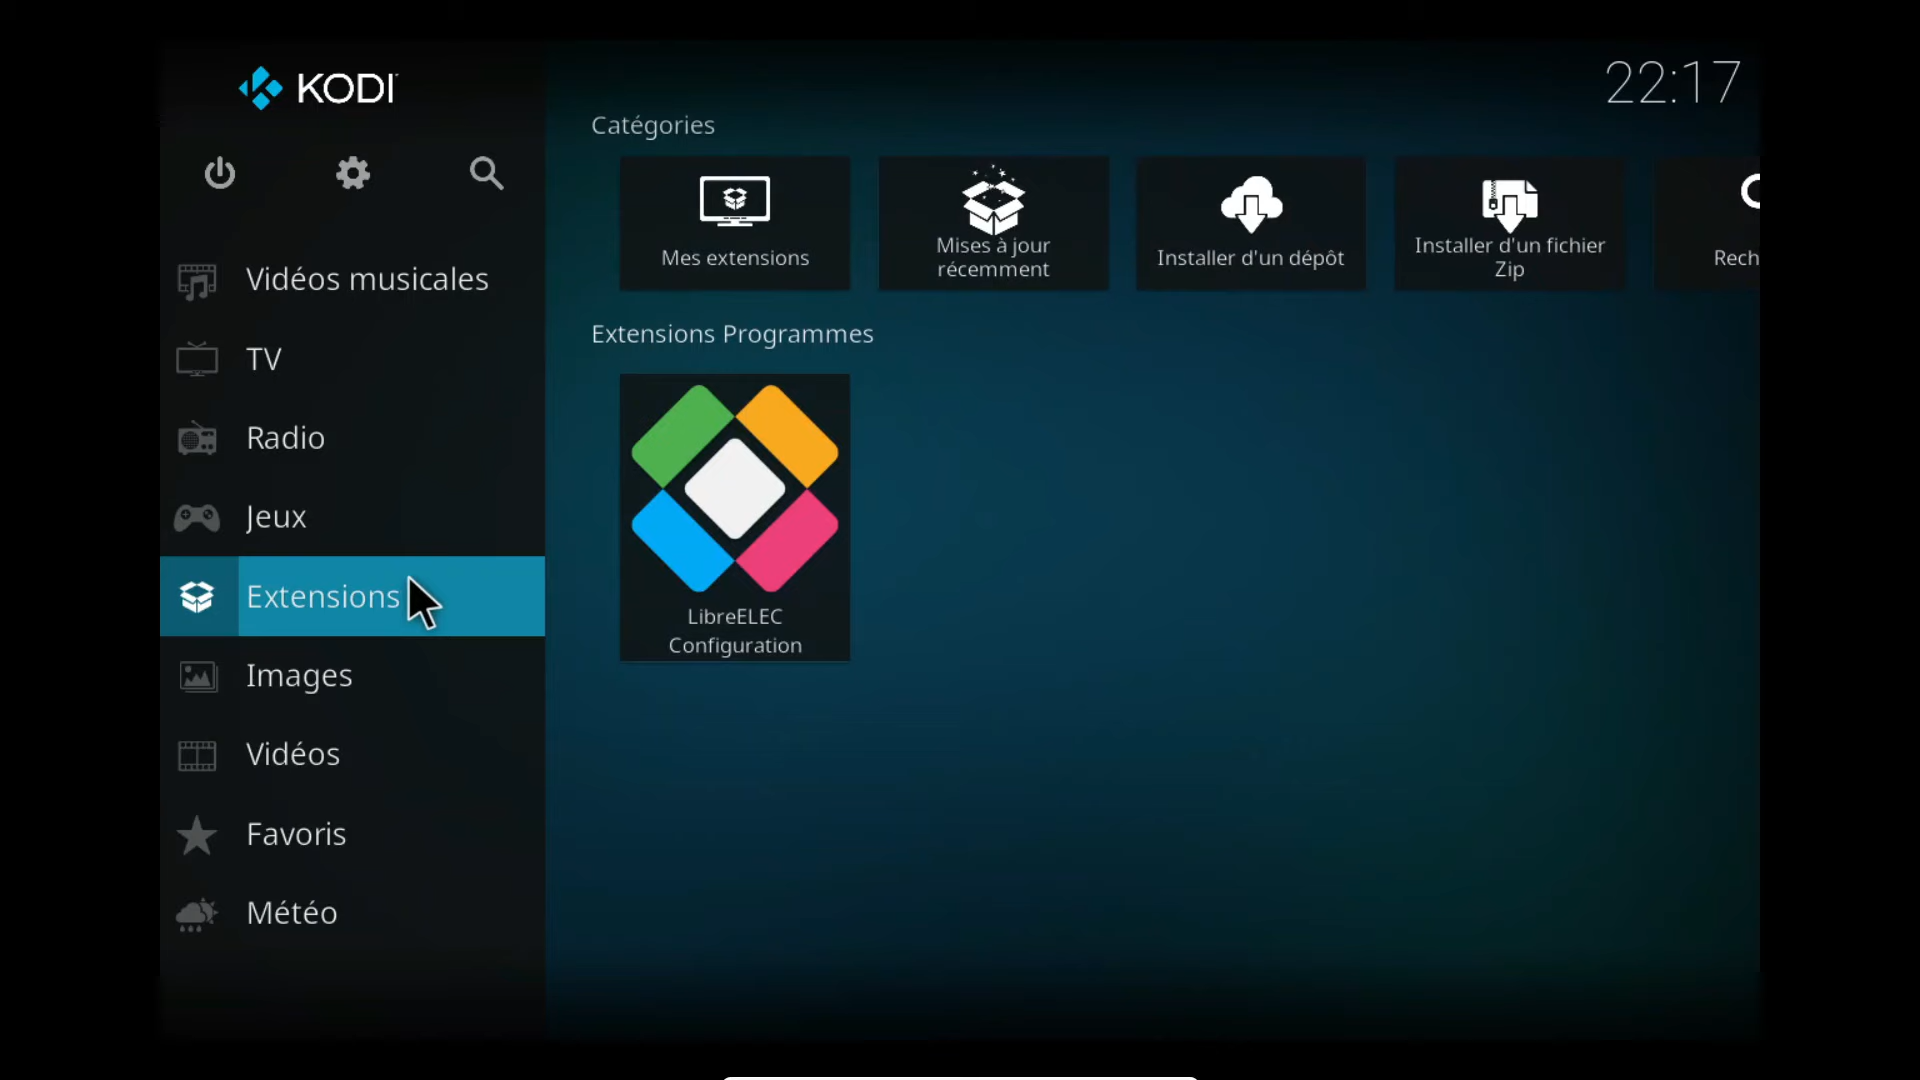 KODI
22:17
Vidéos musicales
TV
Radio
Jeux
Extensions
Images
Vidéos
Favoris
Météo
Catégories
Mes extensions
Mises à jour
récemment
Installer d'un dépôt
Installer d'un fichier
Zip
Rech
Extensions Programmes
LibreELEC
Configuration